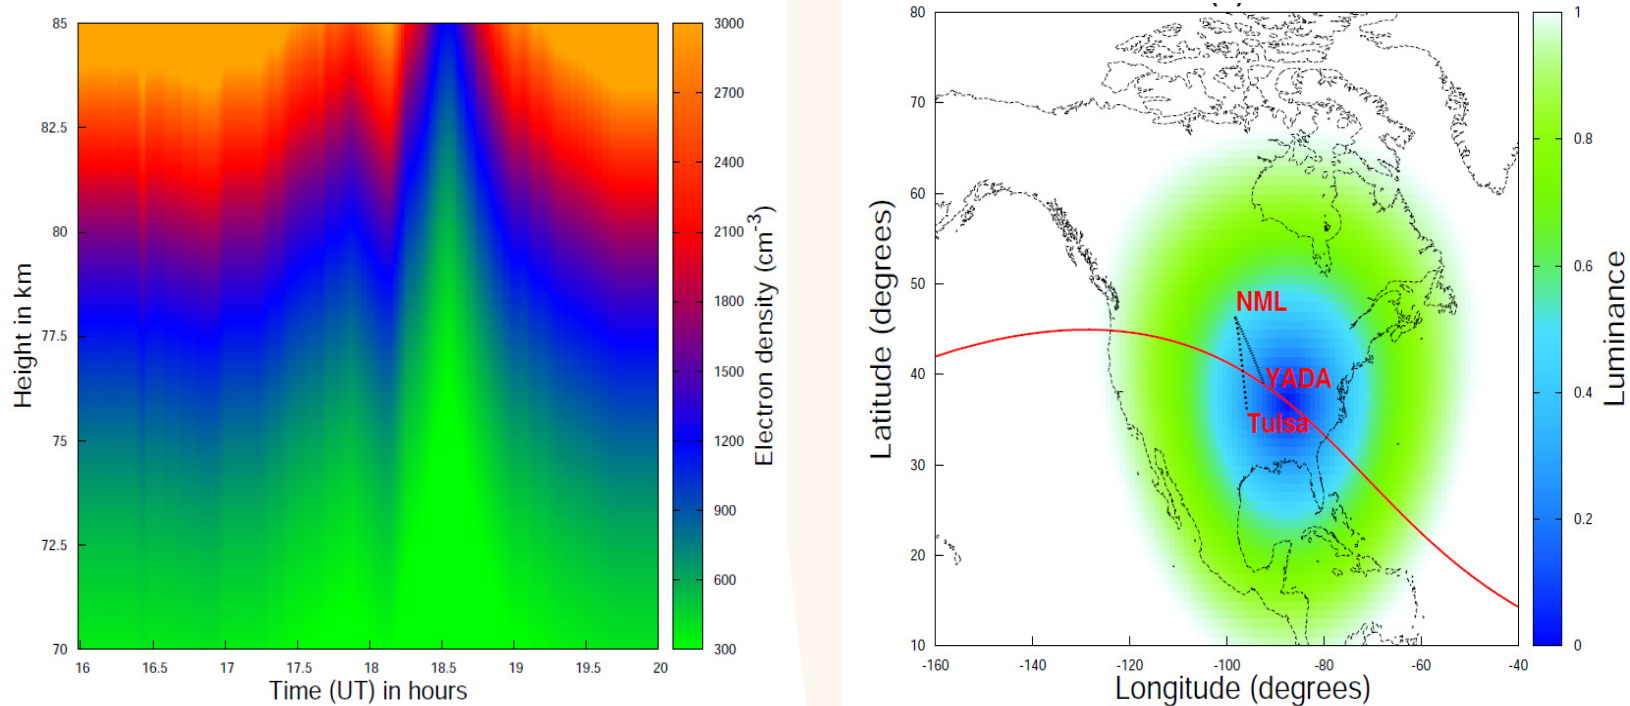 85
82.5
80
77.5
75
72.5
70
Height in km
16 16.5 17 17.5 18 18.5 19 19.5 20
Time (UT) in hours
3000
2700
2400
2100
1800
1500
1200
900
600
300
Electron density (cm-3)
80
70
60
50
40
30
20
10
Latitude (degrees)
NML
YADA
Tulsa
-160 -140 -120 -100 -80 -60 -40
Longitude (degrees)
1
0.8
0.6
0.4
0.2
0
Luminance